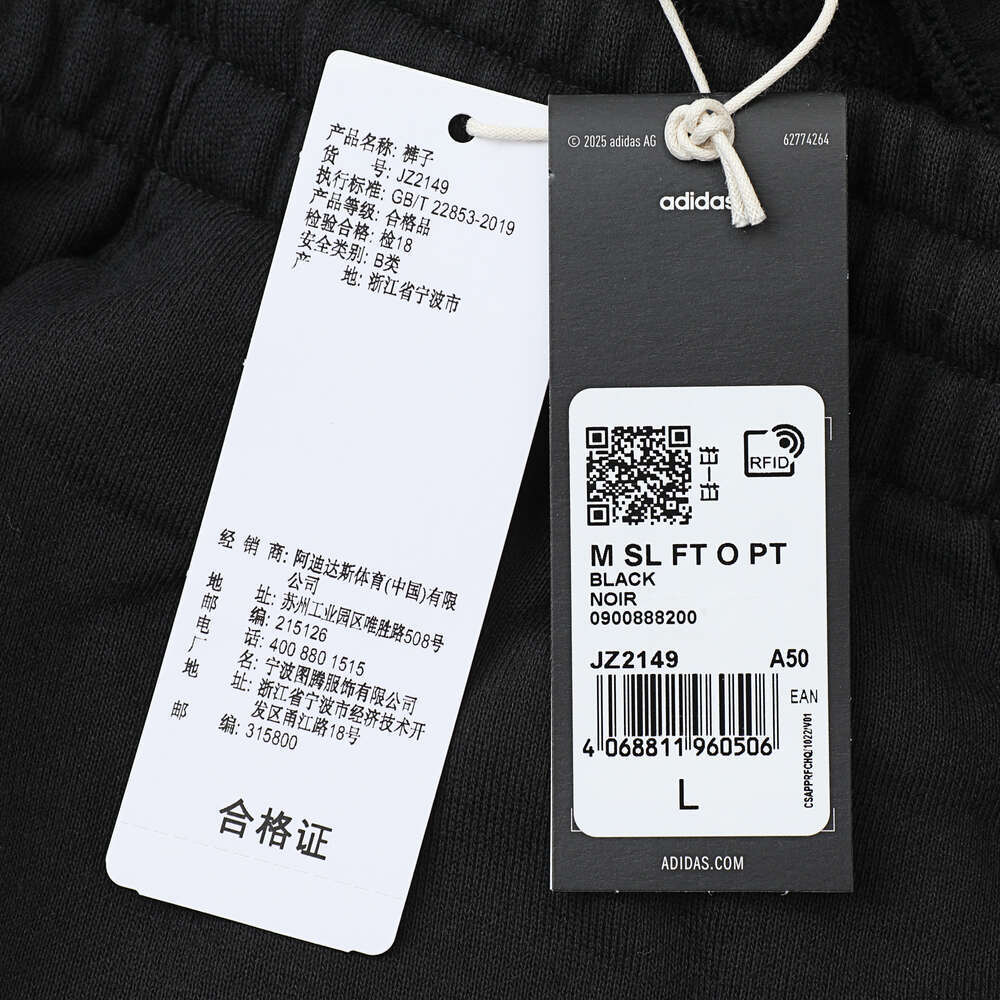 产品名称: 裤子
货 号: JZ2149
执行标准: GB/T 22853-2019
产品等级: 合格品
检验合格: 检18
安全类别: B类
产 地: 浙江省宁波市
经 销 商: 阿迪达斯体育(中国)有限
公司
地 址: 苏州工业园区唯胜路508号
邮 编: 215126
电 话: 400 880 1515
厂 名: 宁波图腾服饰有限公司
地 址: 浙江省宁波市经济技术开
发区甬江路18号
邮 编: 315800
合格证
© 2025 adidas AG
62774264
adidas
扫一扫
RFID
M SL FT O PT
BLACK
NOIR
0900888200
JZ2149 A50
EAN
4 068811 960506
CSAPPRFCHQ(1022)V01
L
ADIDAS.COM